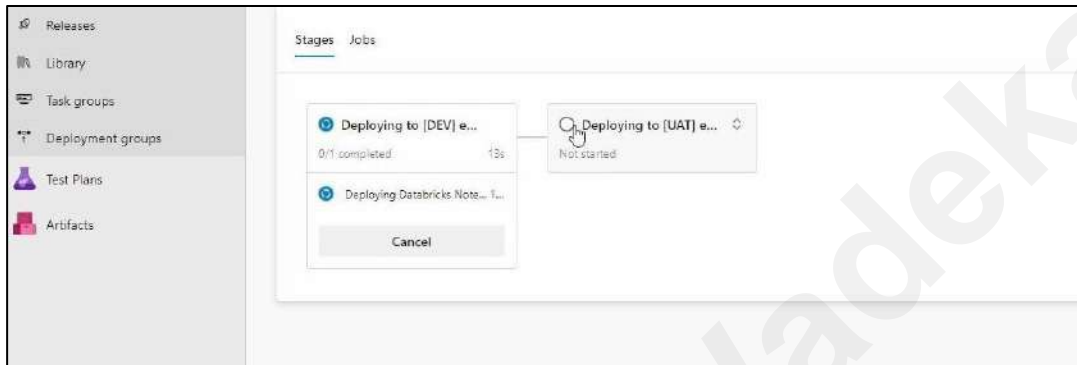 Releases
Library
Task groups
Deployment groups
Test Plans
Artifacts
Stages Jobs
Deploying to [DEV] e...
0/1 completed 13s
Deploying Databricks Note... 1...
Cancel
Deploying to [UAT] e...
Not started